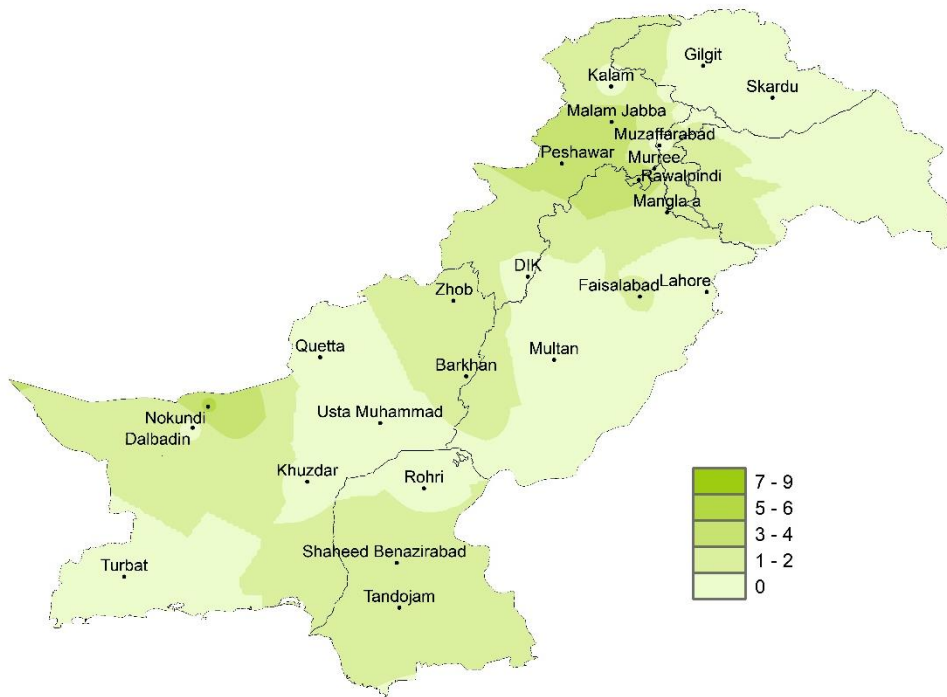 Gilgit
Kalam
Skardu
Malam Jabba
Muzaffarabad
Peshawar
Murree
Rawalpindi
Mangla a
DIK
Zhob
Faisalabad
Lahore
Quetta
Multan
Barkhan
Nokundi
Usta Muhammad
Dalbadin
Khuzdar
Rohri
7 - 9
5 - 6
3 - 4
1 - 2
0
Shaheed Benazirabad
Turbat
Tandojam